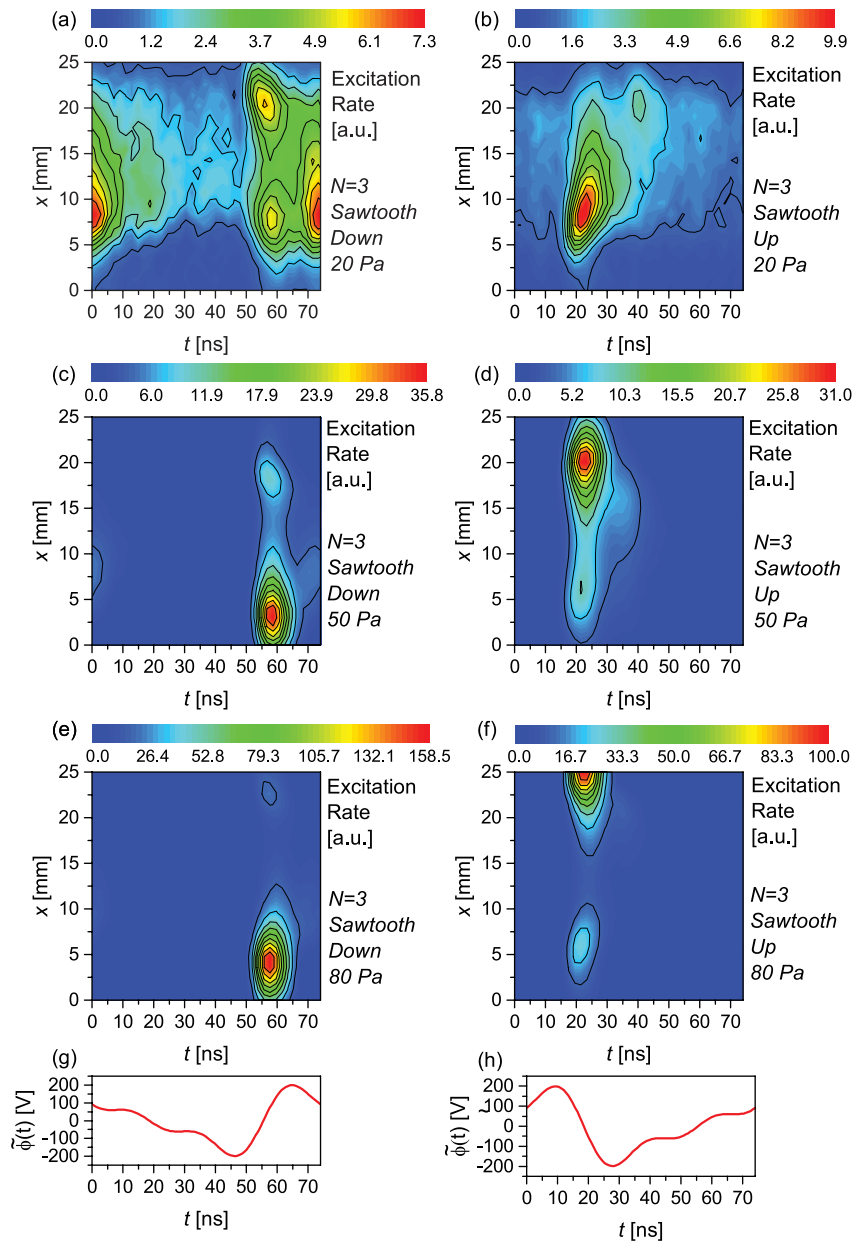 (a)
0.0 1.2 2.4 3.7 4.9 6.1 7.3
25
20
15
10
5
0
x [mm]
0 10 20 30 40 50 60 70
t [ns]
Excitation
Rate
[a.u.]
N=3
Sawtooth
Down
20 Pa
(b)
0.0 1.6 3.3 4.9 6.6 8.2 9.9
25
20
15
10
5
0
x [mm]
0 10 20 30 40 50 60 70
t [ns]
Excitation
Rate
[a.u.]
N=3
Sawtooth
Up
20 Pa
(c)
0.0 6.0 11.9 17.9 23.9 29.8 35.8
25
20
15
10
5
0
x [mm]
0 10 20 30 40 50 60 70
t [ns]
Excitation
Rate
[a.u.]
N=3
Sawtooth
Down
50 Pa
(d)
0.0 5.2 10.3 15.5 20.7 25.8 31.0
25
20
15
10
5
0
x [mm]
0 10 20 30 40 50 60 70
t [ns]
Excitation
Rate
[a.u.]
N=3
Sawtooth
Up
50 Pa
(e)
0.0 26.4 52.8 79.3 105.7 132.1 158.5
25
20
15
10
5
0
x [mm]
0 10 20 30 40 50 60 70
t [ns]
Excitation
Rate
[a.u.]
N=3
Sawtooth
Down
80 Pa
(f)
0.0 16.7 33.3 50.0 66.7 83.3 100.0
25
20
15
10
5
0
x [mm]
0 10 20 30 40 50 60 70
t [ns]
Excitation
Rate
[a.u.]
N=3
Sawtooth
Up
80 Pa
(g)
200
100
0
-100
-200
ϕ̃(t) [V]
0 10 20 30 40 50 60 70
t [ns]
(h)
200
100
0
-100
-200
ϕ̃(t) [V]
0 10 20 30 40 50 60 70
t [ns]